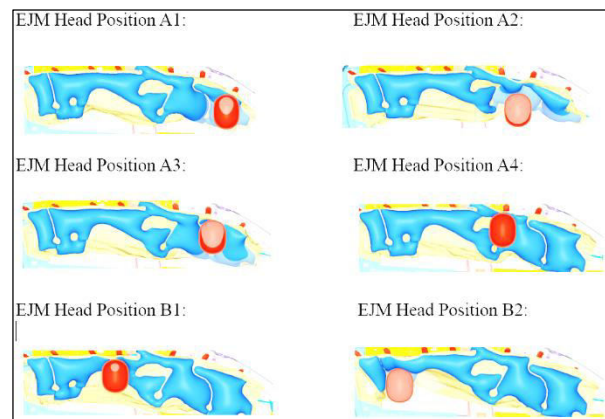 EJM Head Position A1:
EJM Head Position A2:
EJM Head Position A3:
EJM Head Position A4:
EJM Head Position B1:
EJM Head Position B2: